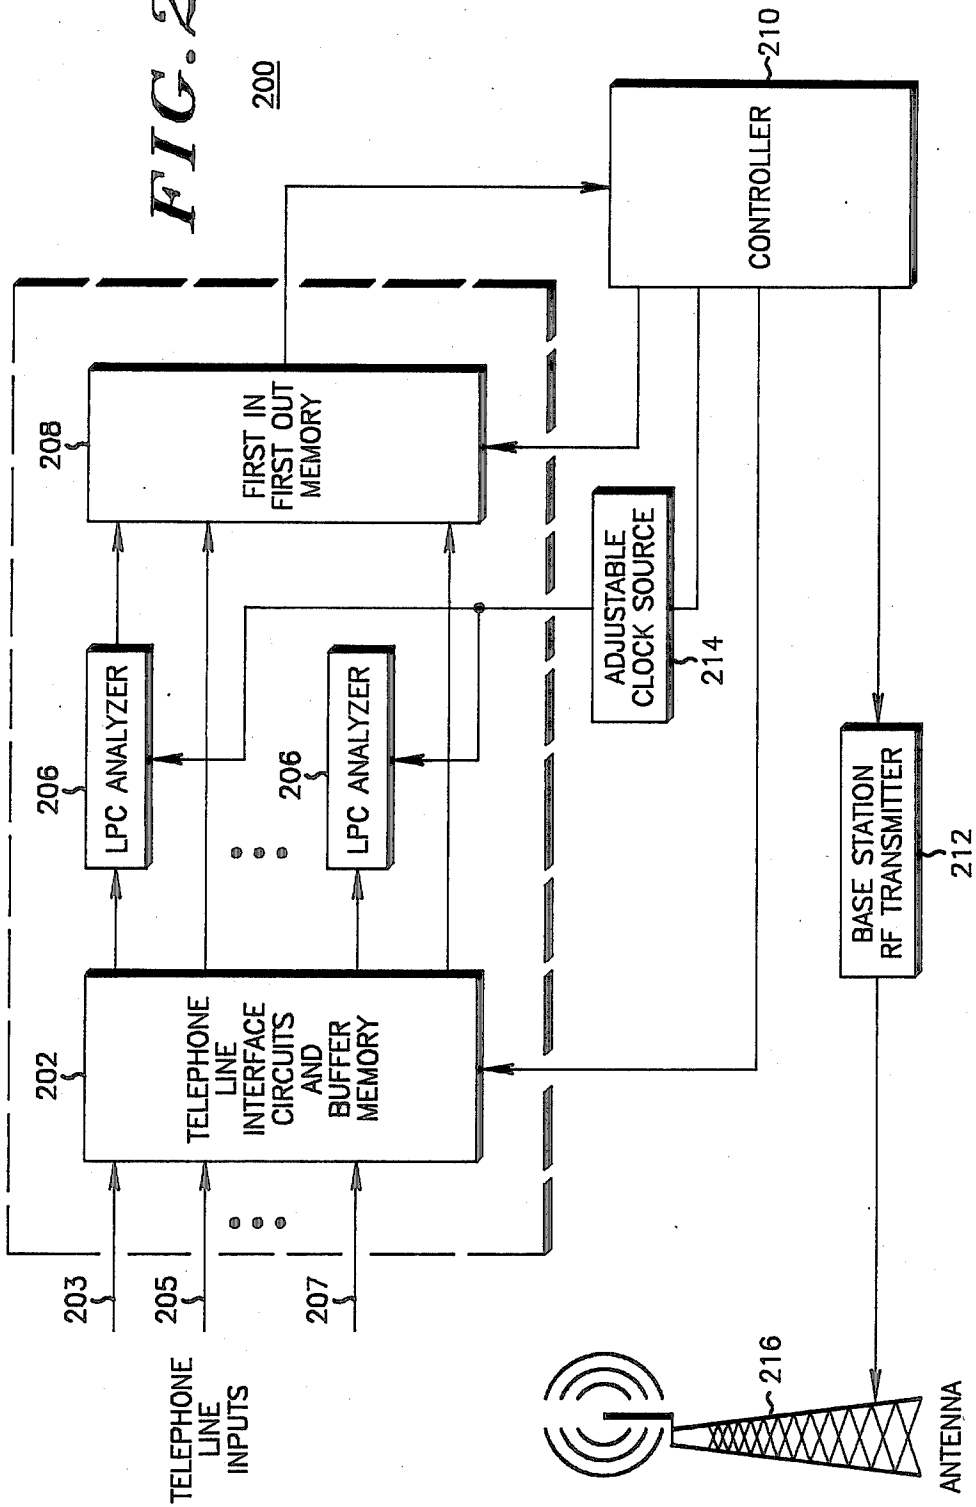 FIG. 2
200
208
FIRST IN
FIRST OUT
MEMORY
206
LPC ANALYZER
206
LPC ANALYZER
202
TELEPHONE
LINE
INTERFACE
CIRCUITS
AND
BUFFER
MEMORY
203
205
207
TELEPHONE
LINE
INPUTS
210
CONTROLLER
ADJUSTABLE
CLOCK SOURCE
214
BASE STATION
RF TRANSMITTER
212
216
ANTENNA